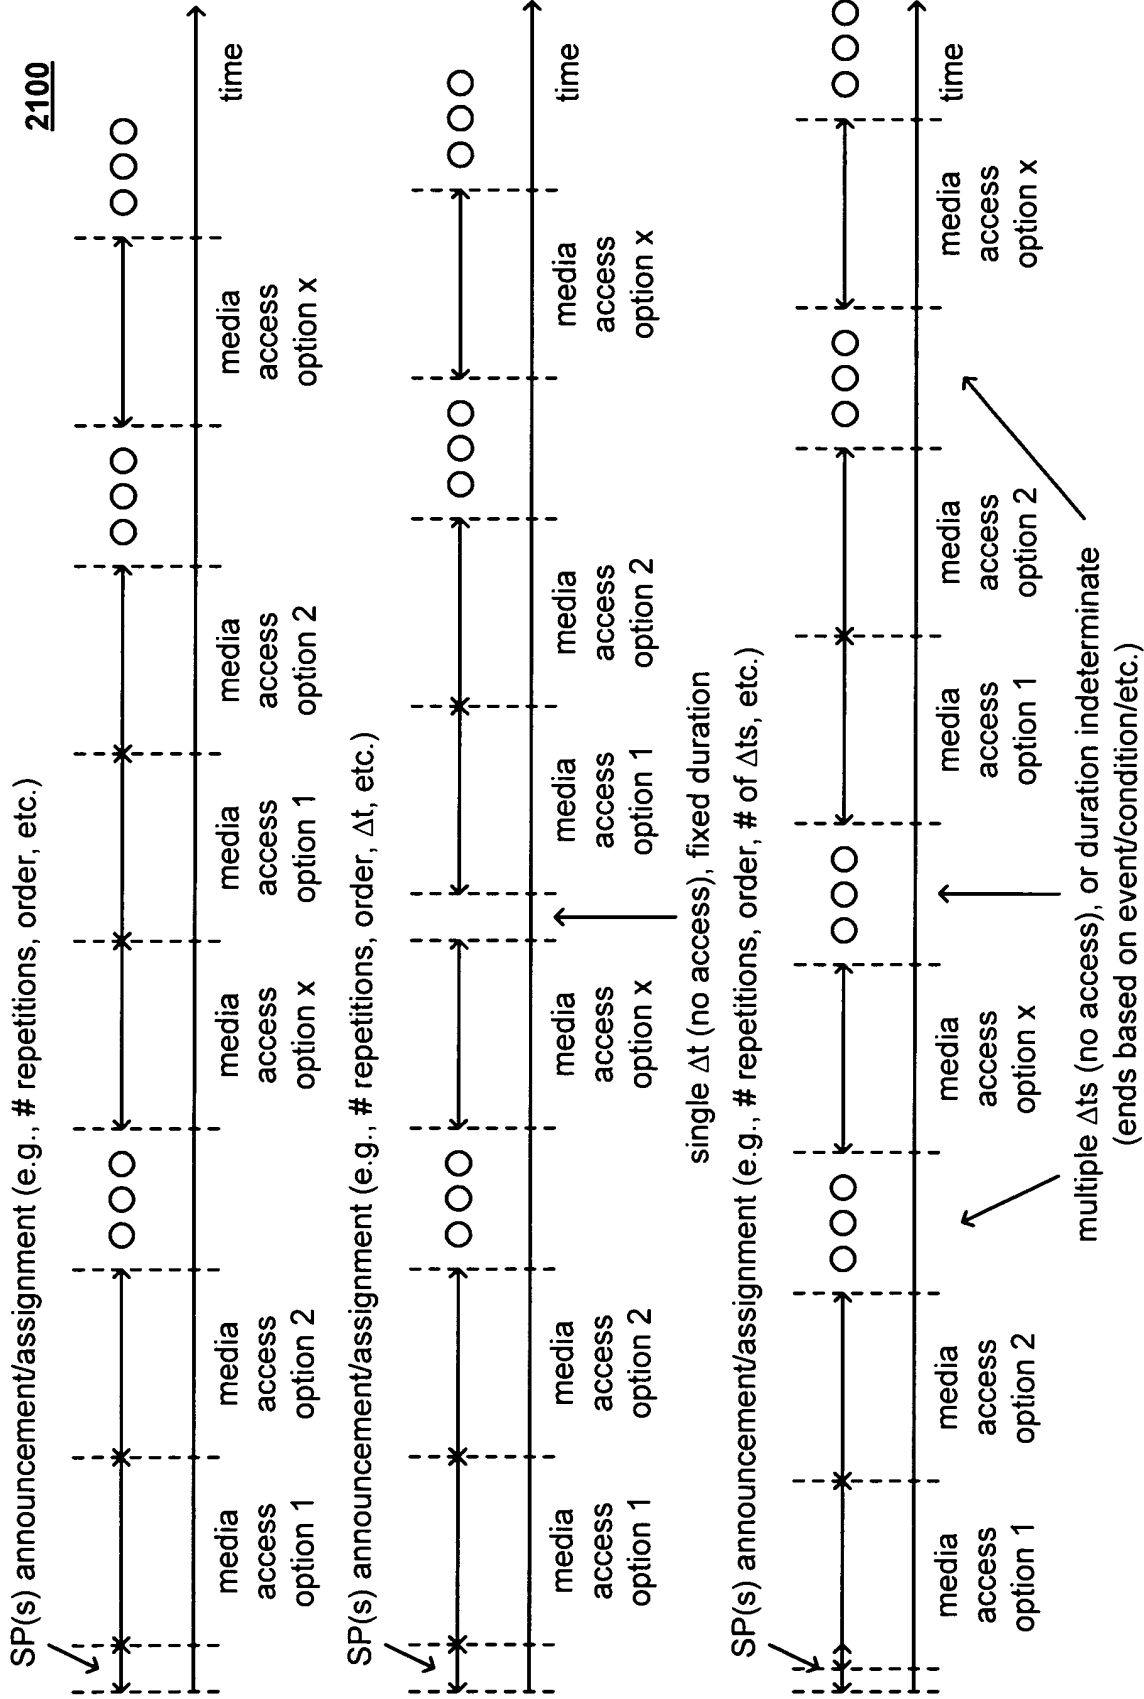 2100
SP(s) announcement/assignment (e.g., # repetitions, order, etc.)
media
access
option 1
media
access
option 2
media
access
option x
media
access
option 1
media
access
option 2
media
access
option x
time
SP(s) announcement/assignment (e.g., # repetitions, order, Δt, etc.)
media
access
option 1
media
access
option 2
media
access
option x
media
access
option 1
media
access
option 2
media
access
option x
time
single Δt (no access), fixed duration
SP(s) announcement/assignment (e.g., # repetitions, order, # of Δts, etc.)
media
access
option 1
media
access
option 2
media
access
option x
media
access
option 1
media
access
option 2
media
access
option x
time
multiple Δts (no access), or duration indeterminate
(ends based on event/condition/etc.)